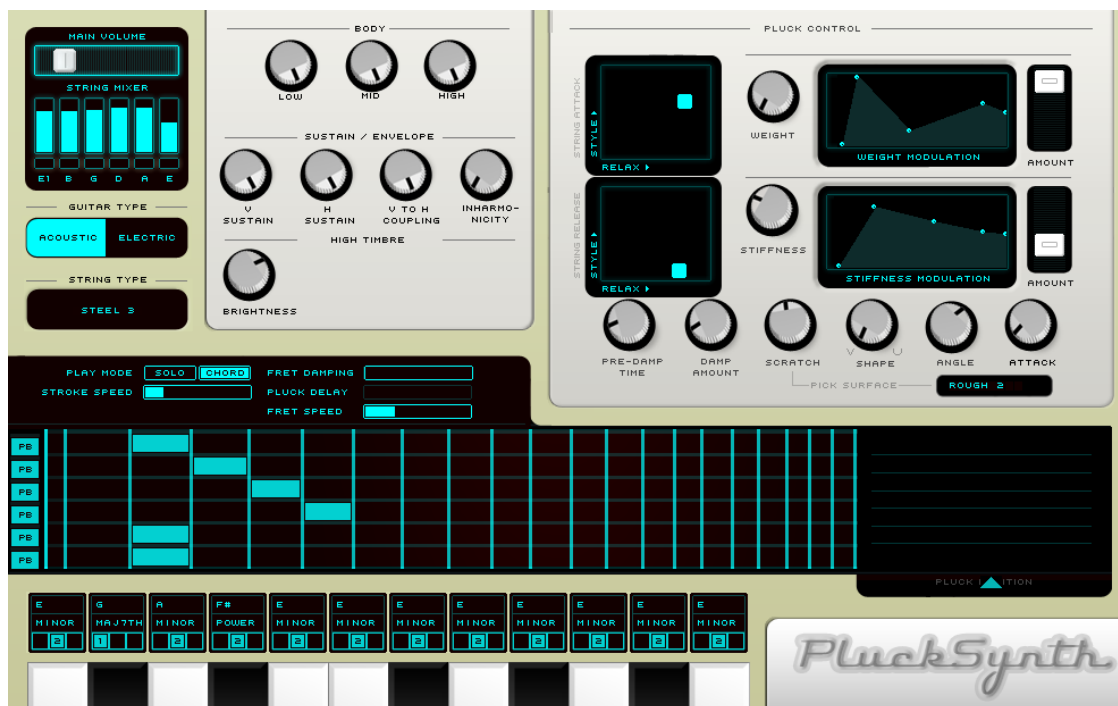 MAIN VOLUME
STRING MIXER
E1 B G D A E
GUITAR TYPE
ACOUSTIC ELECTRIC
STRING TYPE
STEEL 3
BODY
LOW MID HIGH
SUSTAIN / ENVELOPE
V SUSTAIN
H SUSTAIN
V TO H COUPLING
INHARMO-NICITY
HIGH TIMBRE
BRIGHTNESS
PLUCK CONTROL
STRING ATTACK
STYLE
RELAX
WEIGHT
WEIGHT MODULATION
AMOUNT
STRING RELEASE
STYLE
RELAX
STIFFNESS
STIFFNESS MODULATION
AMOUNT
PRE-DAMP TIME
DAMP AMOUNT
SCRATCH
V U
SHAPE
ANGLE
ATTACK
PICK SURFACE
ROUGH 2
PLAY MODE SOLO CHORD
STROKE SPEED
FRET DAMPING
PLUCK DELAY
FRET SPEED
PB
PB
PB
PB
PB
PB
PLUCK
E G A F# E E E E E E E E
MINOR MAJ7TH MINOR POWER MINOR MINOR MINOR MINOR MINOR MINOR MINOR MINOR
2 1 2 2 2 2 2 2 2 2 2 2
PluckSynth